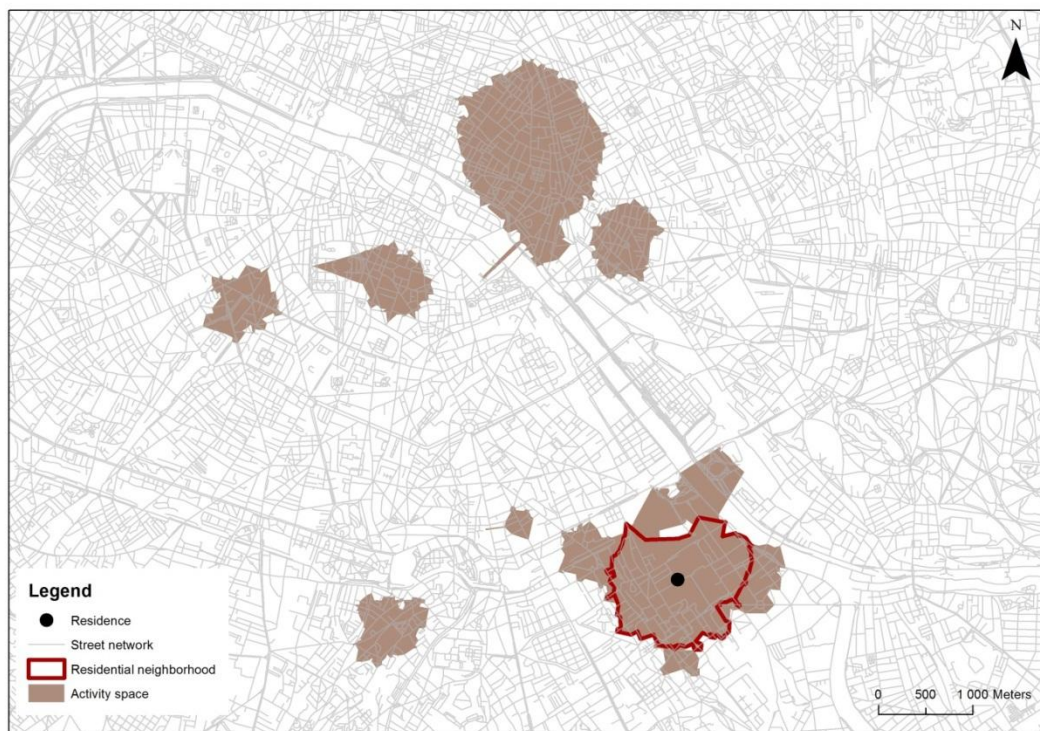 N
Legend
Residence
Street network
Residential neighborhood
Activity space
0 500 1 000 Meters